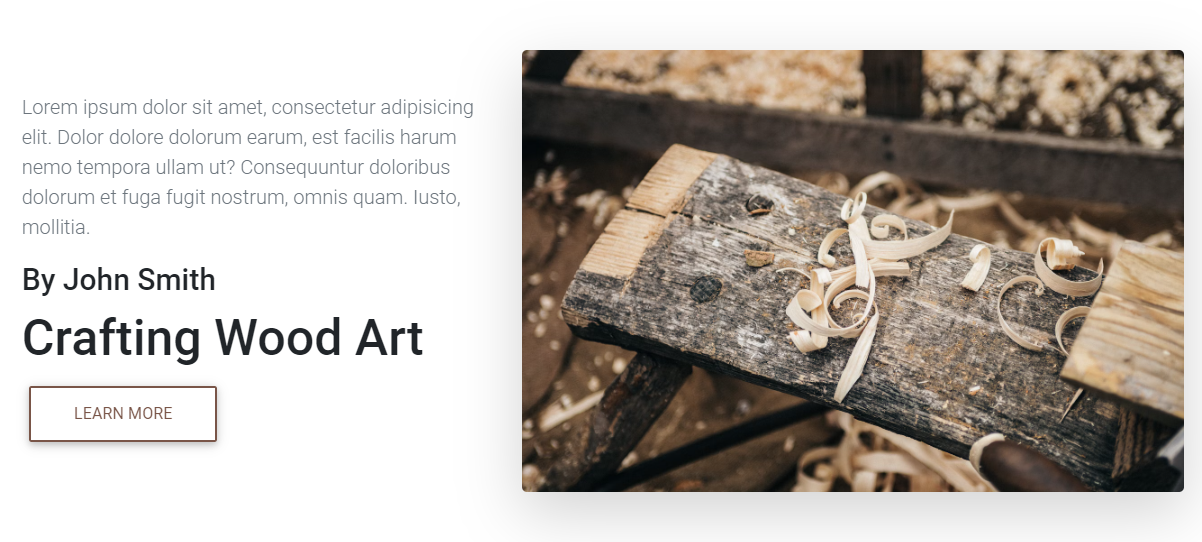 Lorem ipsum dolor sit amet, consectetur adipisicing
elit. Dolor dolore dolorum earum, est facilis harum
nemo tempora ullam ut? Consequuntur doloribus
dolorum et fuga fugit nostrum, omnis quam. Iusto,
mollitia.
By John Smith
Crafting Wood Art
LEARN MORE